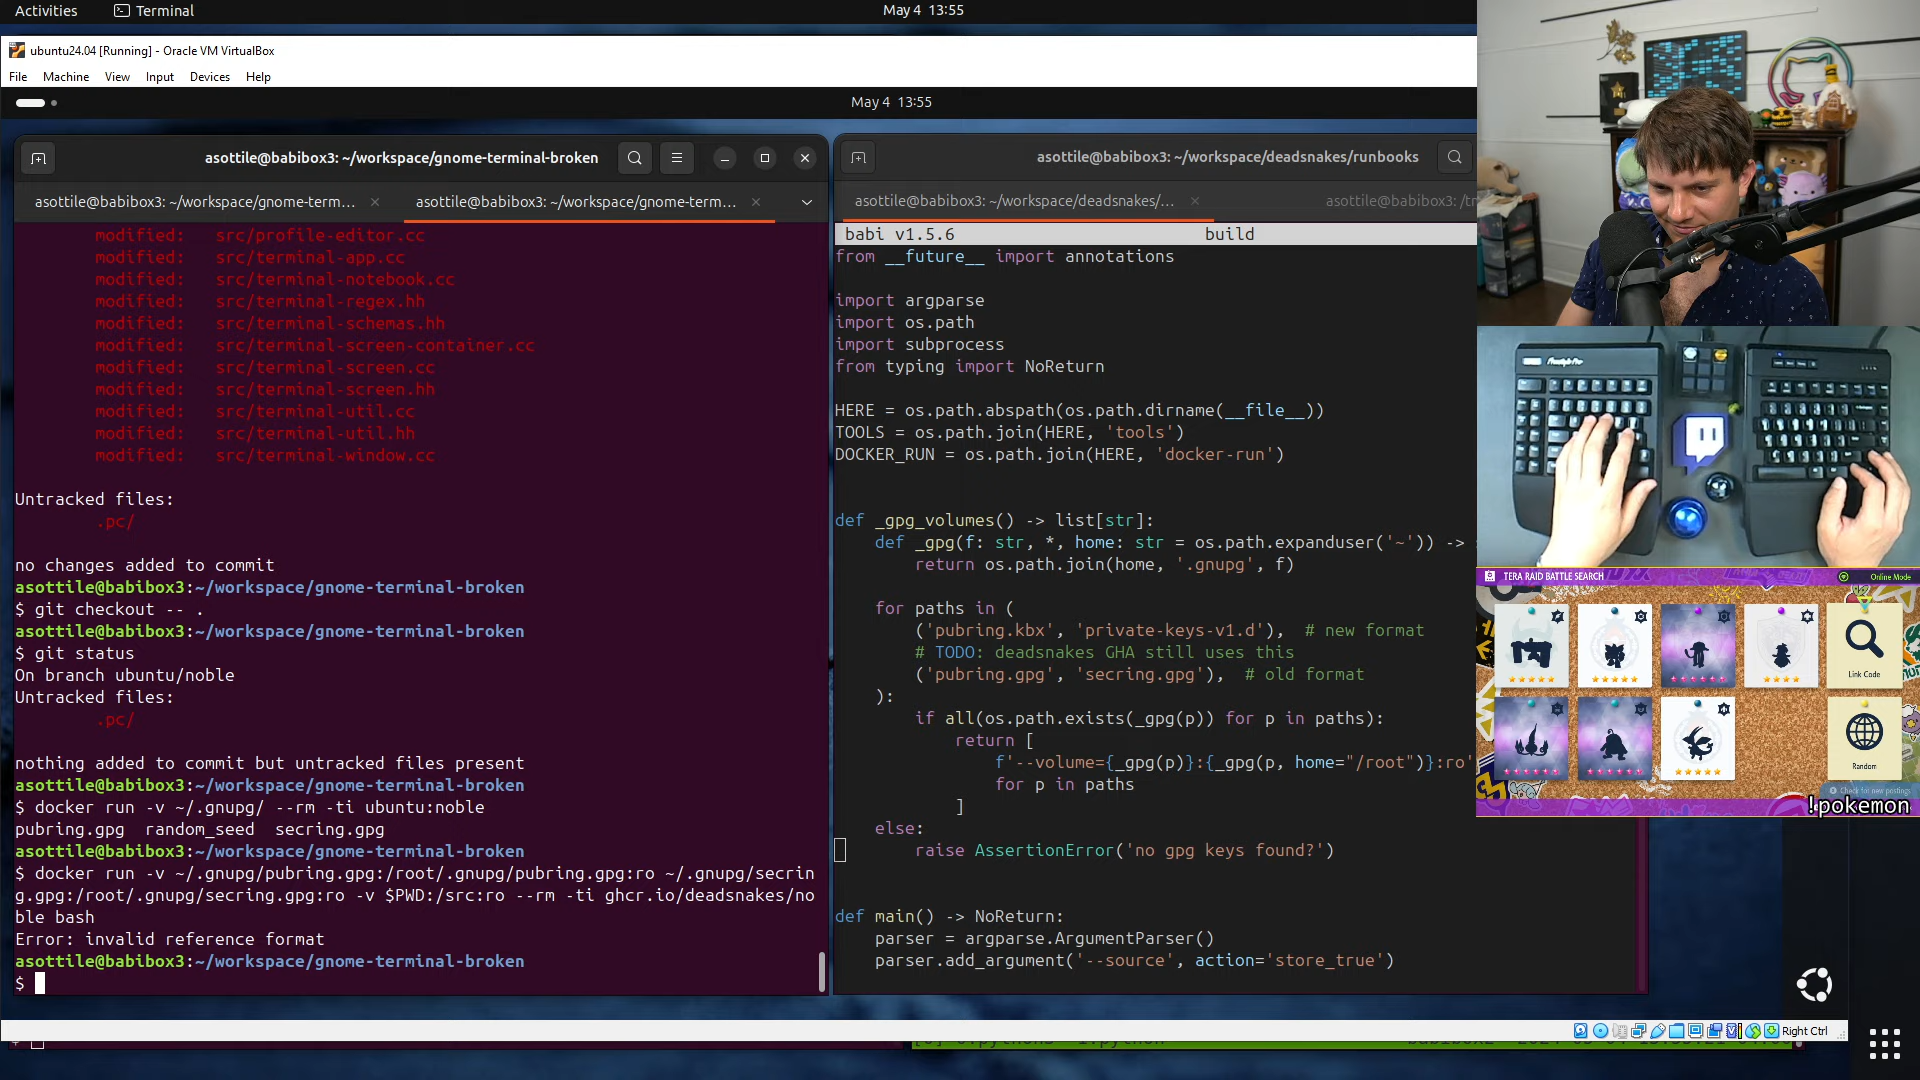 Activities
Terminal
May 4 13:55
ubuntu24.04 [Running] - Oracle VM VirtualBox
File Machine View Input Devices Help
May 4 13:55
asottile@babibox3: ~/workspace/gnome-terminal-broken
asottile@babibox3: ~/workspace/gnome-term...
asottile@babibox3: ~/workspace/gnome-term...
modified: src/profile-editor.cc
modified: src/terminal-app.cc
modified: src/terminal-notebook.cc
modified: src/terminal-regex.hh
modified: src/terminal-schemas.hh
modified: src/terminal-screen-container.cc
modified: src/terminal-screen.cc
modified: src/terminal-screen.hh
modified: src/terminal-util.cc
modified: src/terminal-util.hh
modified: src/terminal-window.cc
Untracked files:
.pc/
no changes added to commit
asottile@babibox3:~/workspace/gnome-terminal-broken
$ git checkout -- .
asottile@babibox3:~/workspace/gnome-terminal-broken
$ git status
On branch ubuntu/noble
Untracked files:
.pc/
nothing added to commit but untracked files present
asottile@babibox3:~/workspace/gnome-terminal-broken
$ docker run -v ~/.gnupg/ --rm -ti ubuntu:noble
pubring.gpg random_seed secring.gpg
asottile@babibox3:~/workspace/gnome-terminal-broken
$ docker run -v ~/.gnupg/pubring.gpg:/root/.gnupg/pubring.gpg:ro ~/.gnupg/secrin
g.gpg:/root/.gnupg/secring.gpg:ro -v $PWD:/src:ro --rm -ti ghcr.io/deadsnakes/no
ble bash
Error: invalid reference format
asottile@babibox3:~/workspace/gnome-terminal-broken
$
asottile@babibox3: ~/workspace/deadsnakes/runbooks
asottile@babibox3: ~/workspace/deadsnakes/...
asottile@babibox3: /t
babi v1.5.6 build
from __future__ import annotations
import argparse
import os.path
import subprocess
from typing import NoReturn
HERE = os.path.abspath(os.path.dirname(__file__))
TOOLS = os.path.join(HERE, 'tools')
DOCKER_RUN = os.path.join(HERE, 'docker-run')
def _gpg_volumes() -> list[str]:
def _gpg(f: str, *, home: str = os.path.expanduser('~')) ->
return os.path.join(home, '.gnupg', f)
for paths in (
('pubring.kbx', 'private-keys-v1.d'), # new format
# TODO: deadsnakes GHA still uses this
('pubring.gpg', 'secring.gpg'), # old format
):
if all(os.path.exists(_gpg(p)) for p in paths):
return [
f'--volume={_gpg(p)}:{_gpg(p, home="/root")}:ro'
for p in paths
]
else:
raise AssertionError('no gpg keys found?')
def main() -> NoReturn:
parser = argparse.ArgumentParser()
parser.add_argument('--source', action='store_true')
TERA RAID BATTLE SEARCH
Online Mode
Link Code
Random
Check for new postings
!pokemon
Right Ctrl